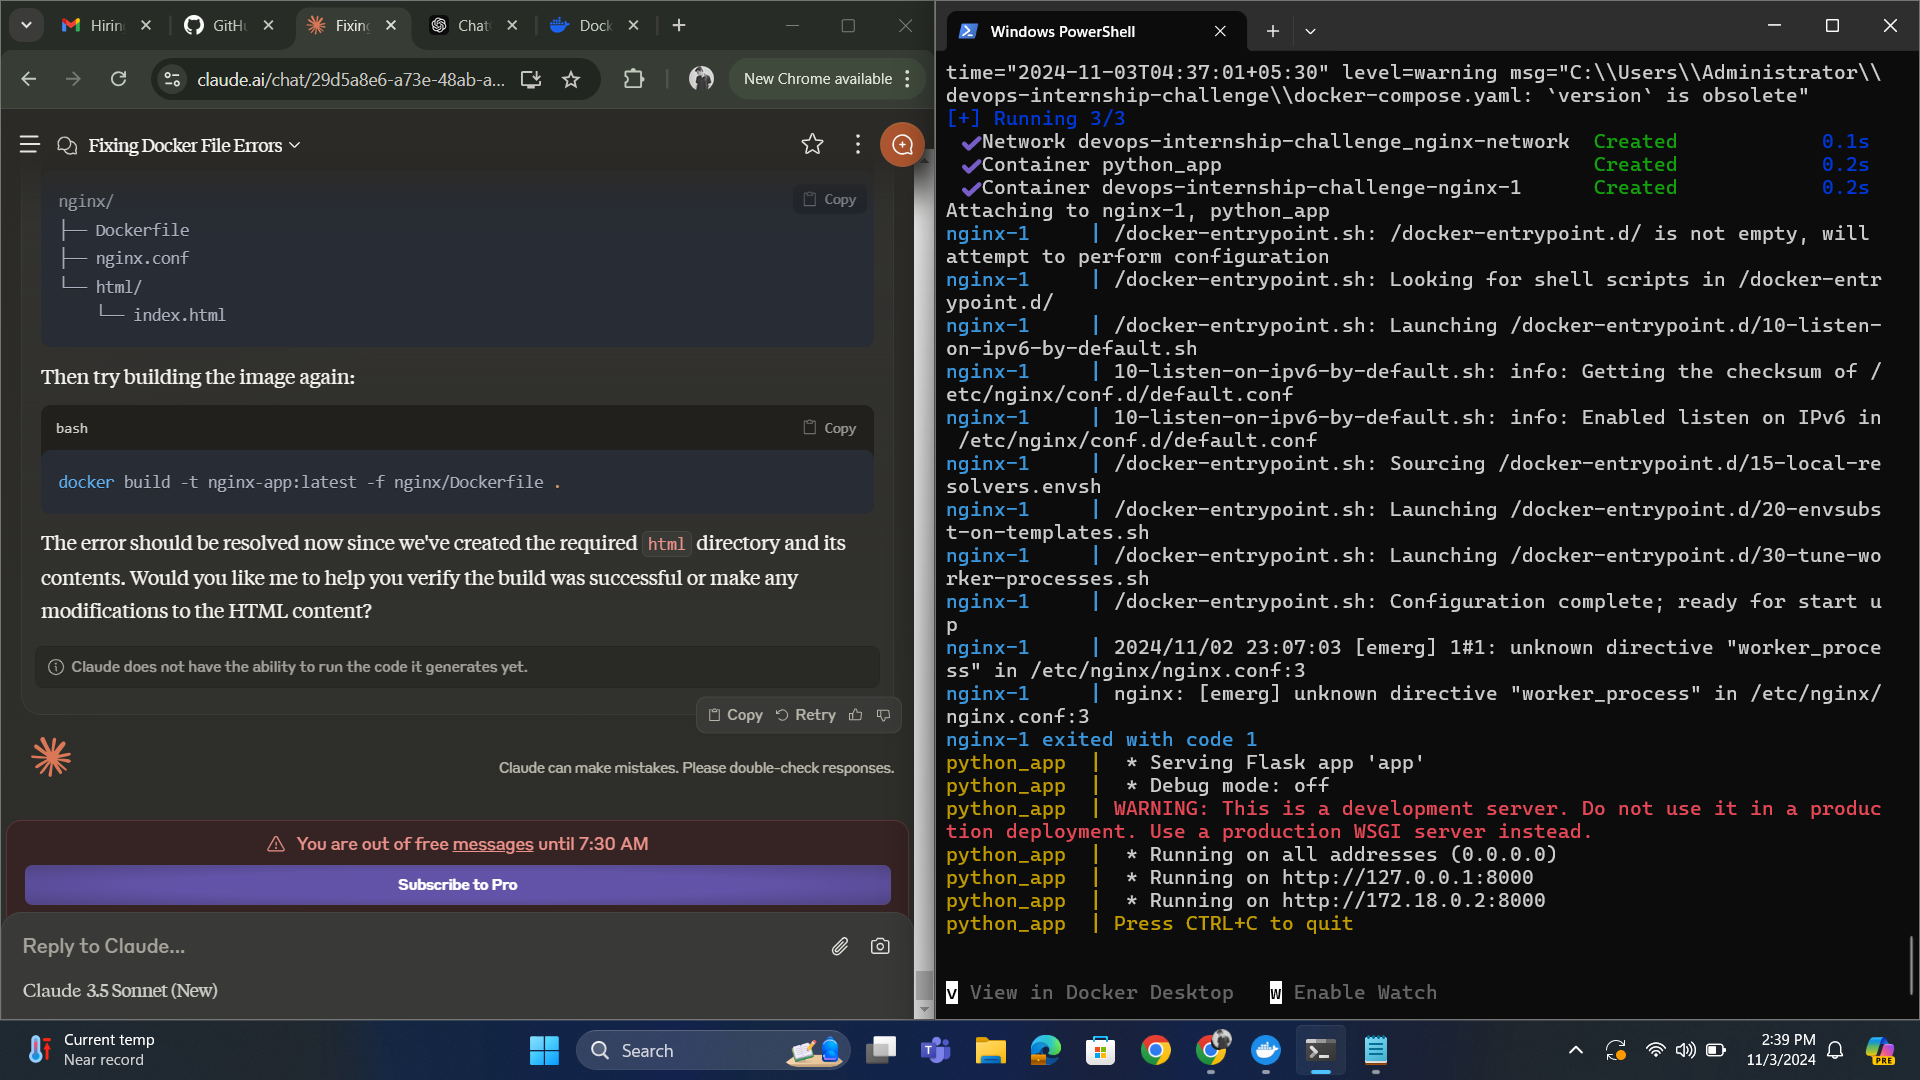 Hirin
GitHu
Fixing
Chat
Dock
claude.ai/chat/29d5a8e6-a73e-48ab-a...
New Chrome available
Fixing Docker File Errors
nginx/
Copy
├── Dockerfile
├── nginx.conf
└── html/
└── index.html
Then try building the image again:
bash
Copy
docker build -t nginx-app:latest -f nginx/Dockerfile .
The error should be resolved now since we've created the required html directory and its
contents. Would you like me to help you verify the build was successful or make any
modifications to the HTML content?
Claude does not have the ability to run the code it generates yet.
Copy Retry
Claude can make mistakes. Please double-check responses.
You are out of free messages until 7:30 AM
Subscribe to Pro
Reply to Claude...
Claude 3.5 Sonnet (New)
Windows PowerShell
time="2024-11-03T04:37:01+05:30" level=warning msg="C:\\Users\\Administrator\\
devops-internship-challenge\\docker-compose.yaml: `version` is obsolete"
[+] Running 3/3
✔Network devops-internship-challenge_nginx-network Created 0.1s
✔Container python_app Created 0.2s
✔Container devops-internship-challenge-nginx-1 Created 0.2s
Attaching to nginx-1, python_app
nginx-1 | /docker-entrypoint.sh: /docker-entrypoint.d/ is not empty, will
attempt to perform configuration
nginx-1 | /docker-entrypoint.sh: Looking for shell scripts in /docker-entr
ypoint.d/
nginx-1 | /docker-entrypoint.sh: Launching /docker-entrypoint.d/10-listen-
on-ipv6-by-default.sh
nginx-1 | 10-listen-on-ipv6-by-default.sh: info: Getting the checksum of /
etc/nginx/conf.d/default.conf
nginx-1 | 10-listen-on-ipv6-by-default.sh: info: Enabled listen on IPv6 in
/etc/nginx/conf.d/default.conf
nginx-1 | /docker-entrypoint.sh: Sourcing /docker-entrypoint.d/15-local-re
solvers.envsh
nginx-1 | /docker-entrypoint.sh: Launching /docker-entrypoint.d/20-envsubs
t-on-templates.sh
nginx-1 | /docker-entrypoint.sh: Launching /docker-entrypoint.d/30-tune-wo
rker-processes.sh
nginx-1 | /docker-entrypoint.sh: Configuration complete; ready for start u
p
nginx-1 | 2024/11/02 23:07:03 [emerg] 1#1: unknown directive "worker_proce
ss" in /etc/nginx/nginx.conf:3
nginx-1 | nginx: [emerg] unknown directive "worker_process" in /etc/nginx/
nginx.conf:3
nginx-1 exited with code 1
python_app | * Serving Flask app 'app'
python_app | * Debug mode: off
python_app | WARNING: This is a development server. Do not use it in a produc
tion deployment. Use a production WSGI server instead.
python_app | * Running on all addresses (0.0.0.0)
python_app | * Running on http://127.0.0.1:8000
python_app | * Running on http://172.18.0.2:8000
python_app | Press CTRL+C to quit
v View in Docker Desktop w Enable Watch
Current temp
Near record
Search
2:39 PM
11/3/2024
PRE